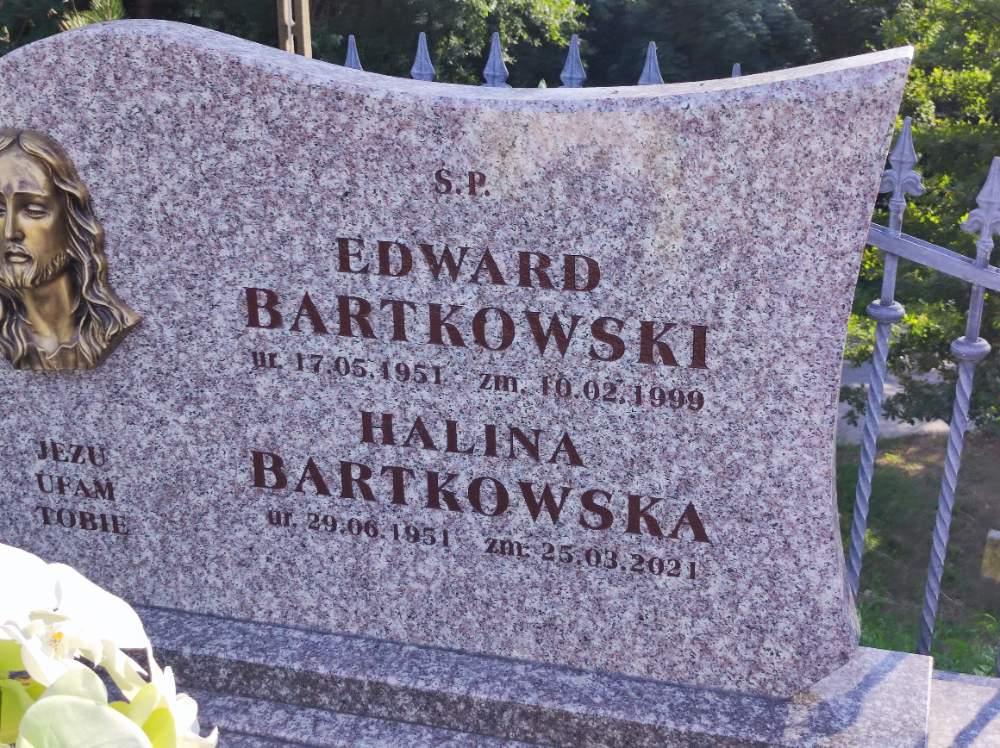 S.P.
EDWARD
BARTKOWSKI
ur. 17.05.1951 zm. 10.02.1999
HALINA
BARTKOWSKA
ur. 29.06.1951 zm. 25.03.2021
JEZU
UFAM
TOBIE